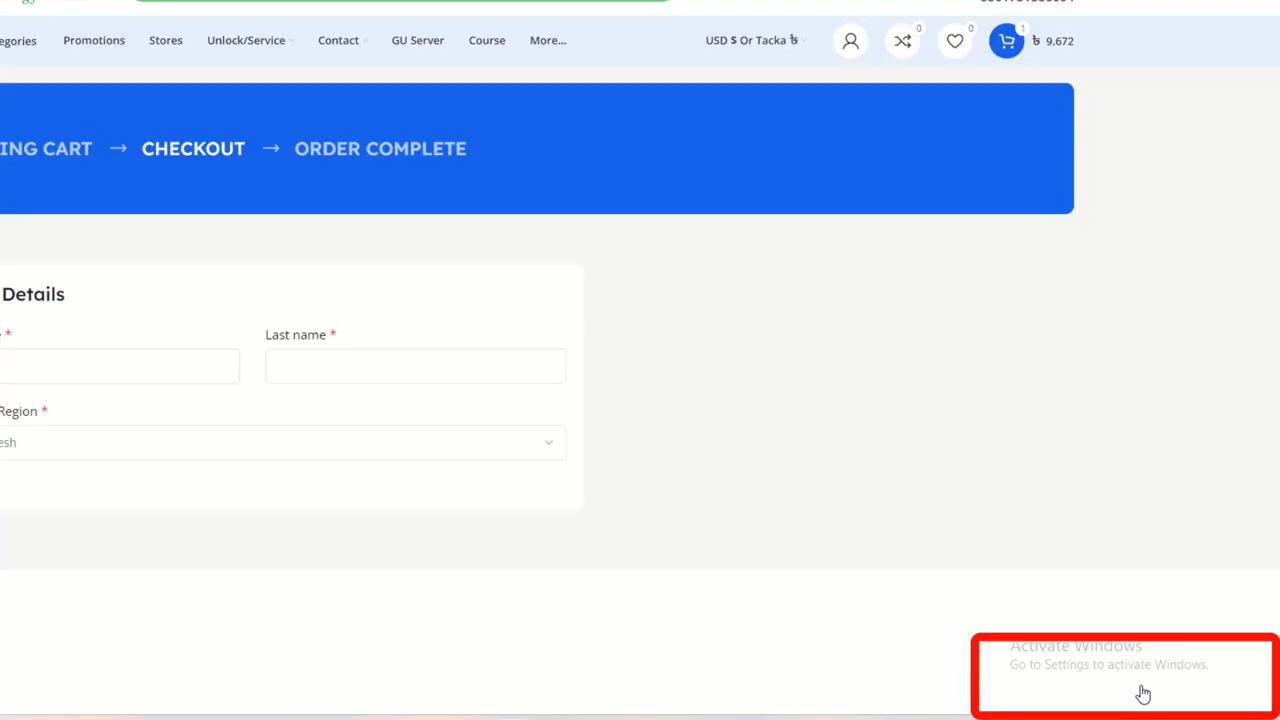 egories Promotions Stores Unlock/Service Contact GU Server Course More... USD $ Or Tacka ৳ 0 0 1 ৳ 9,672
ING CART → CHECKOUT → ORDER COMPLETE
Details
Last name *
Region *
esh
Activate Windows
Go to Settings to activate Windows.